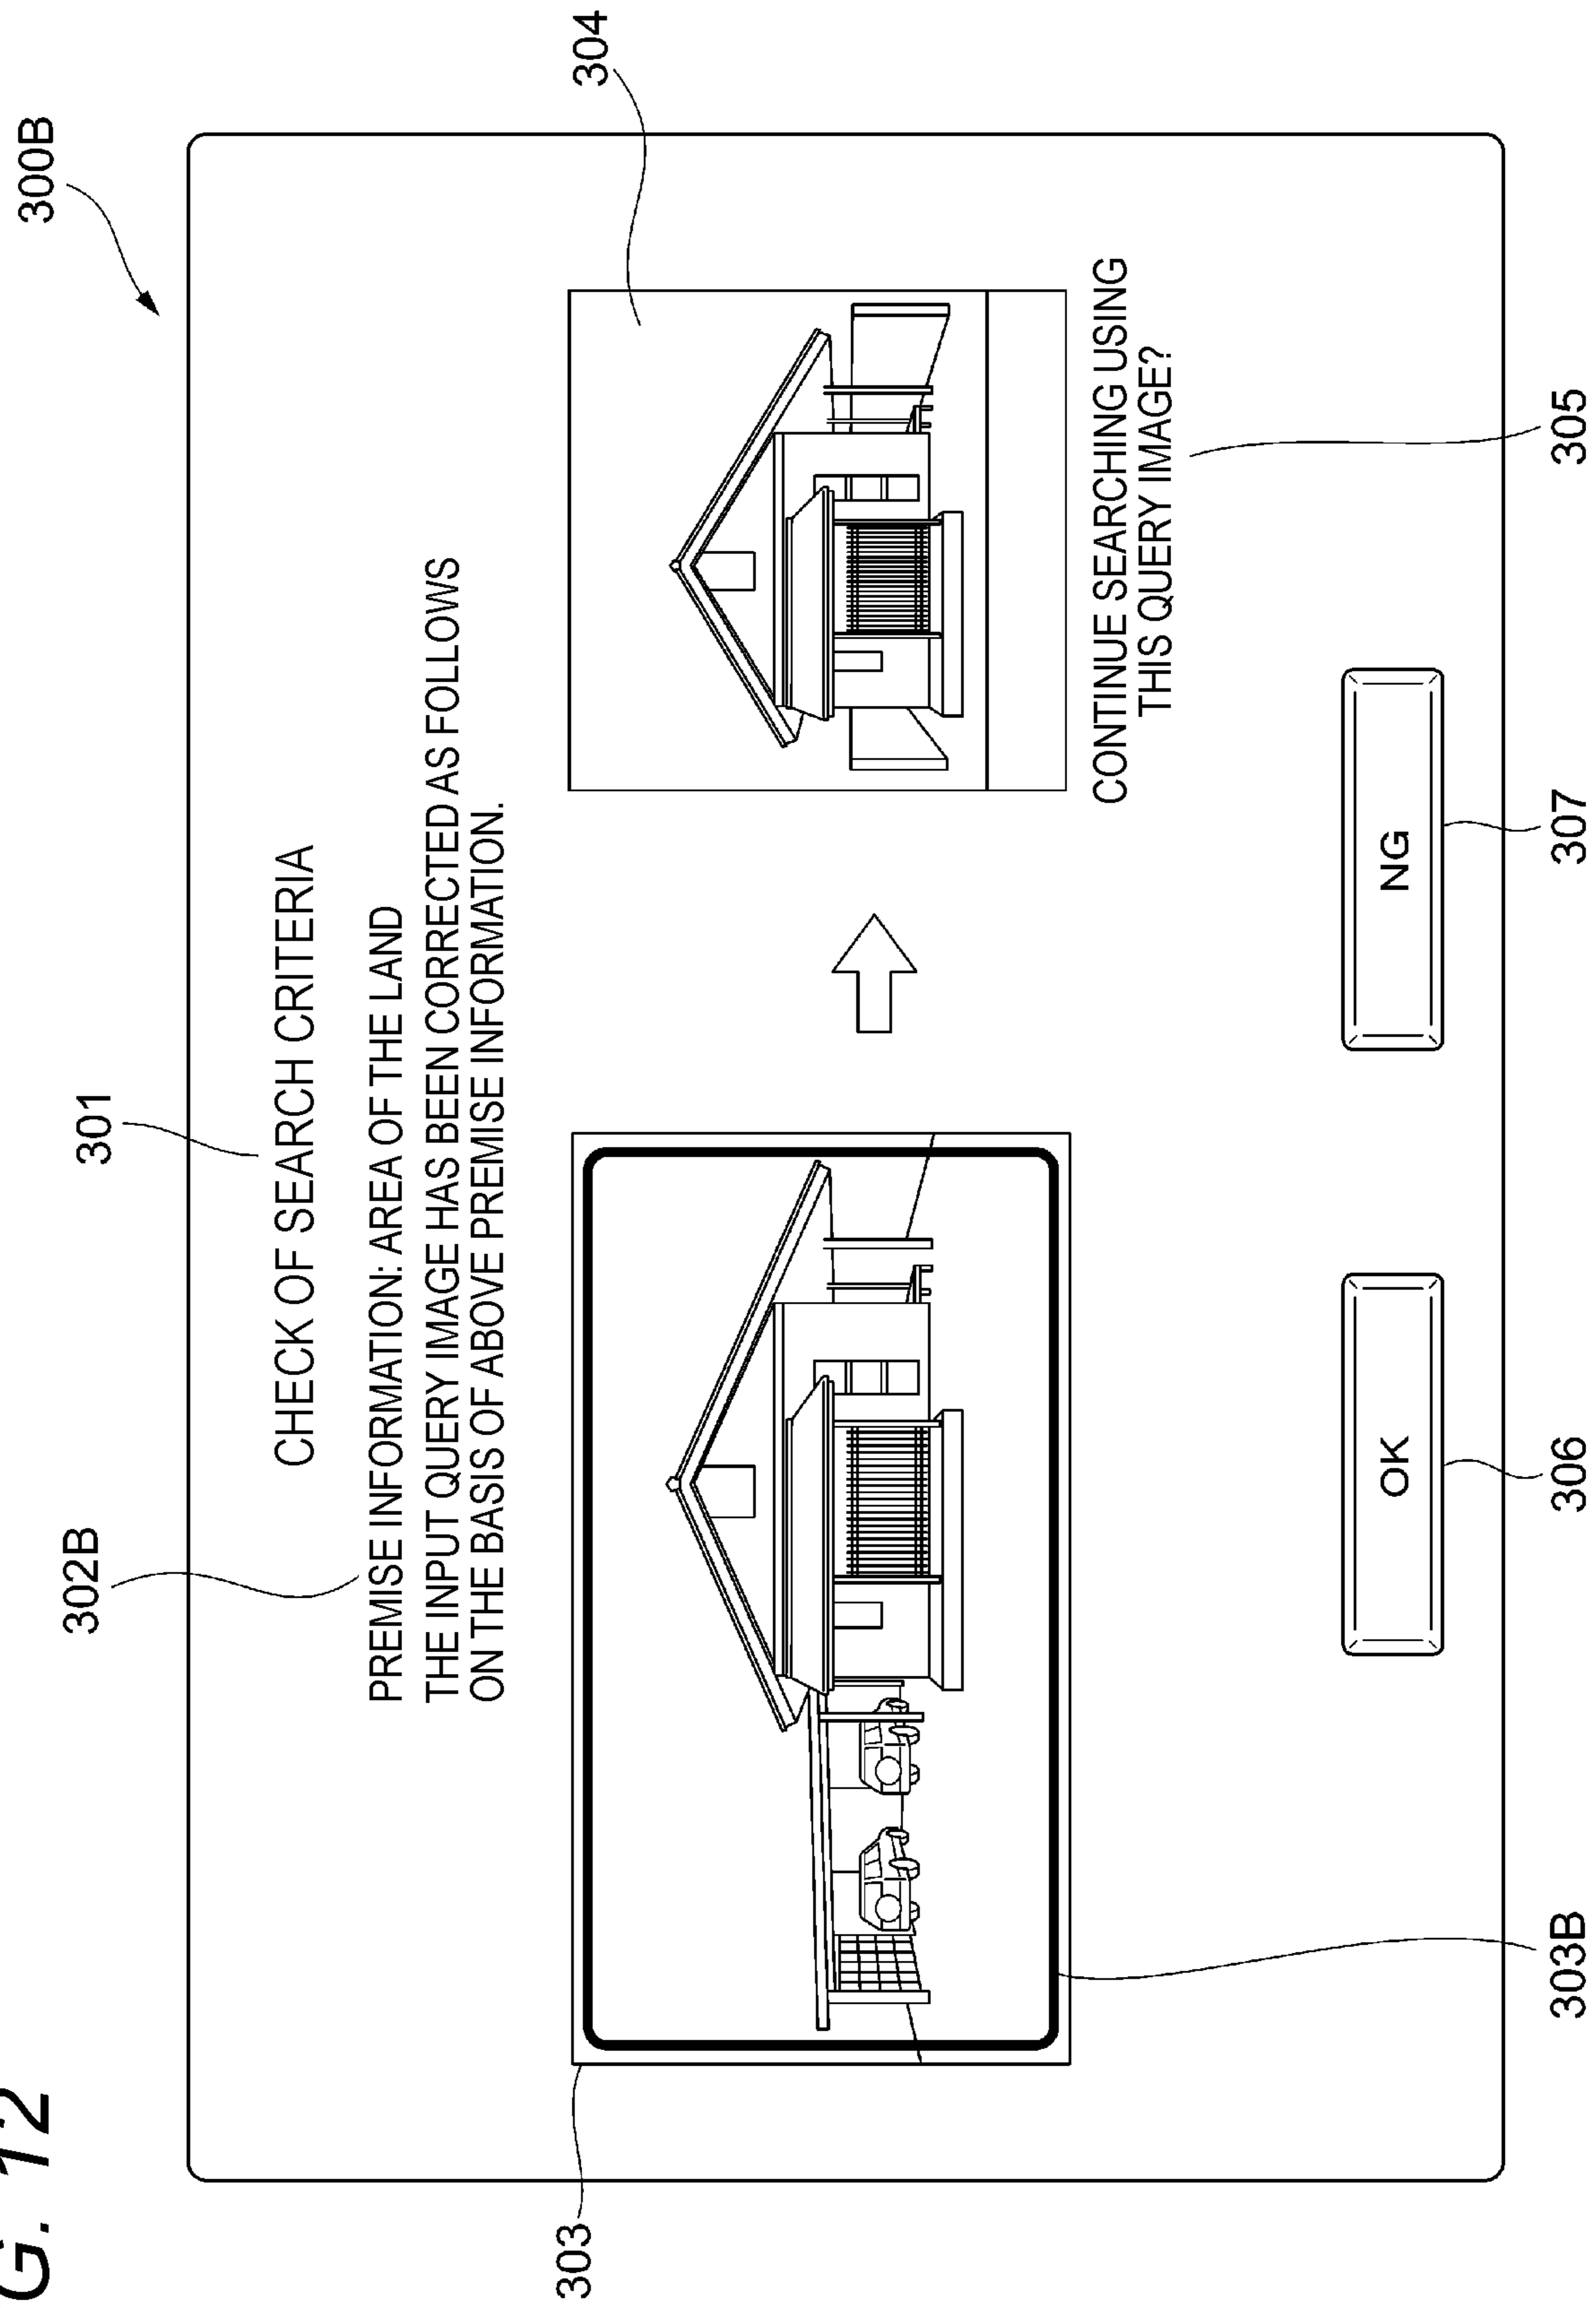 G. 12
300B
301
302B
CHECK OF SEARCH CRITERIA
PREMISE INFORMATION: AREA OF THE LAND
THE INPUT QUERY IMAGE HAS BEEN CORRECTED AS FOLLOWS
ON THE BASIS OF ABOVE PREMISE INFORMATION.
303
304
CONTINUE SEARCHING USING
THIS QUERY IMAGE?
OK
NG
303B
306
307
305